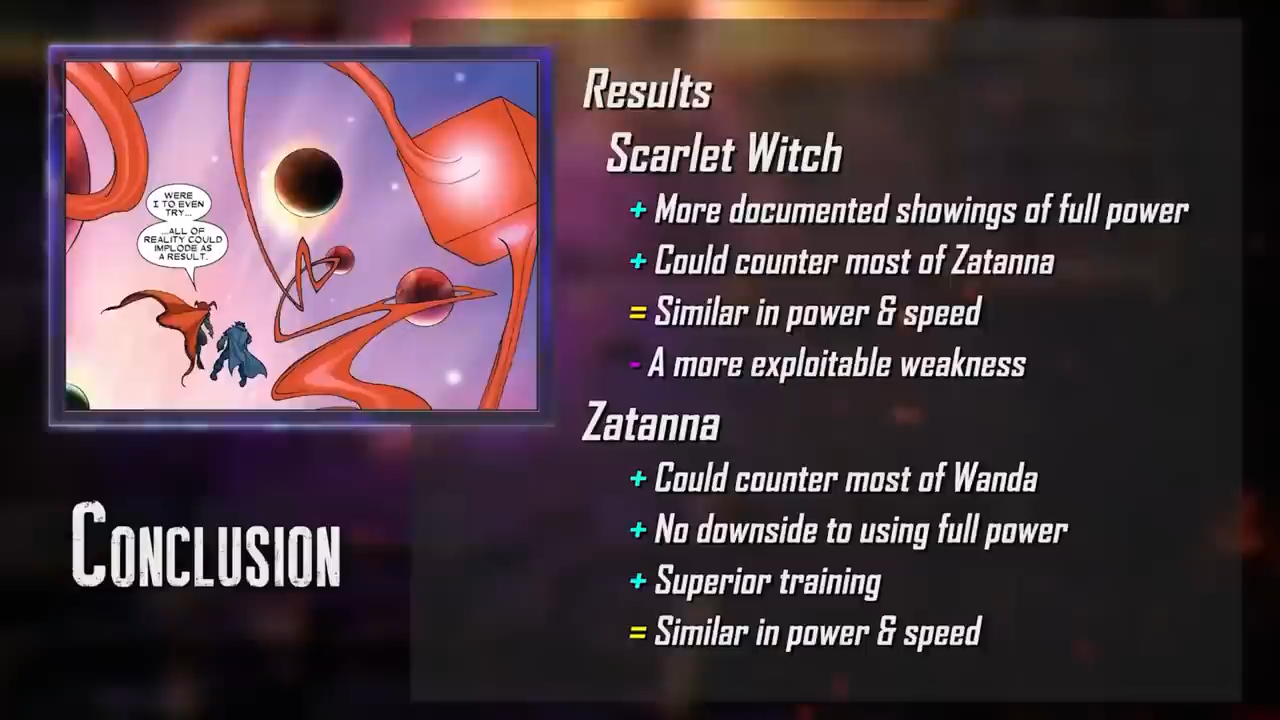 WERE
I TO EVEN
TRY...
...ALL OF
REALITY COULD
IMPLODE AS
A RESULT.
Conclusion
Results
Scarlet Witch
+ More documented showings of full power
+ Could counter most of Zatanna
= Similar in power & speed
- A more exploitable weakness
Zatanna
+ Could counter most of Wanda
+ No downside to using full power
+ Superior training
= Similar in power & speed